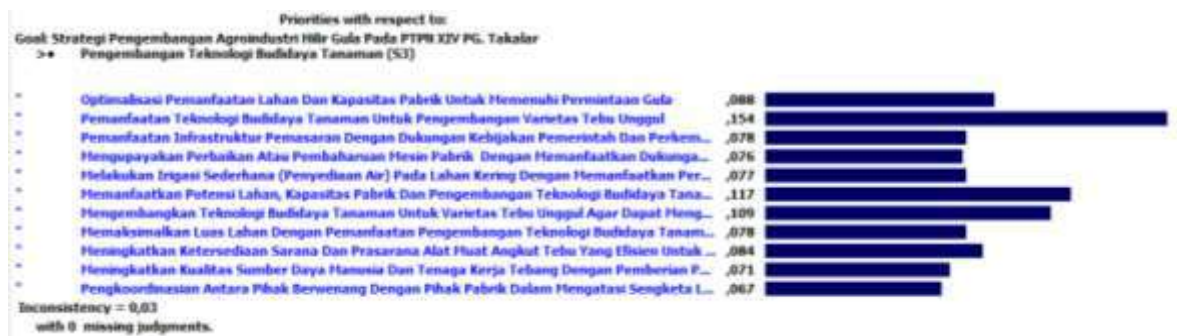 Priorities with respect to:
Goal: Strategi Pengembangan Agroindustri Hilir Gula Pada PTPN XIV PG. Takalar
>• Pengembangan Teknologi Budidaya Tanaman (S3)
Optimalisasi Pemanfaatan Lahan Dan Kapasitas Pabrik Untuk Memenuhi Permintaan Gula ,088
Pemanfaatan Teknologi Budidaya Tanaman Untuk Pengembangan Varietas Tebu Unggul ,154
Pemanfaatan Infrastruktur Pemasaran Dengan Dukungan Kebijakan Pemerintah Dan Perkem... ,078
Mengupayakan Perbaikan Atau Pembaharuan Mesin Pabrik Dengan Memanfaatkan Dukunga... ,076
Melakukan Irigasi Sederhana (Penyediaan Air) Pada Lahan Kering Dengan Memanfaatkan Per... ,077
Memanfaatkan Potensi Lahan, Kapasitas Pabrik Dan Pengembangan Teknologi Budidaya Tana... ,117
Mengembangkan Teknologi Budidaya Tanaman Untuk Varietas Tebu Unggul Agar Dapat Meng... ,109
Memaksimalkan Luas Lahan Dengan Pemanfaatan Pengembangan Teknologi Budidaya Tanam... ,078
Meningkatkan Ketersediaan Sarana Dan Prasarana Alat Muat Angkut Tebu Yang Efisien Untuk ... ,084
Meningkatkan Kualitas Sumber Daya Manusia Dan Tenaga Kerja Tebang Dengan Pemberian P... ,071
Pengkoordinasian Antara Pihak Berwenang Dengan Pihak Pabrik Dalam Mengatasi Sengketa L... ,067
Inconsistency = 0,03
with 0 missing judgments.